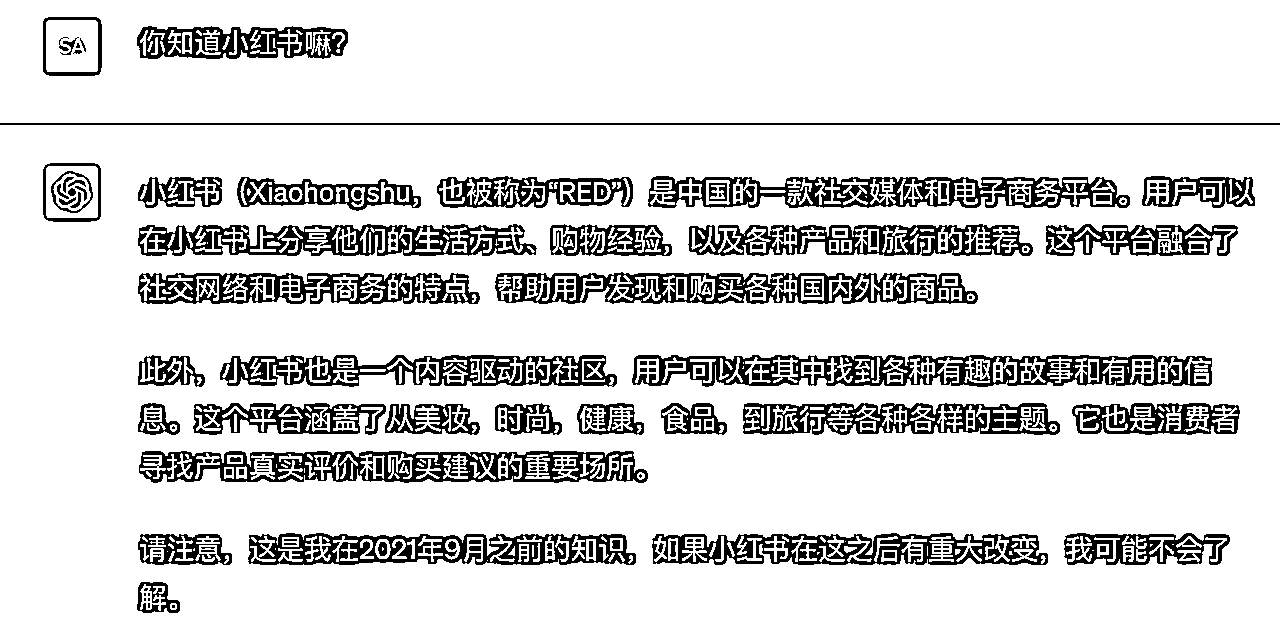 SA
你知道小红书嘛?
小红书（Xiaohongshu，也被称为“RED”）是中国的一款社交媒体和电子商务平台。用户可以
在小红书上分享他们的生活方式、购物经验，以及各种产品和旅行的推荐。这个平台融合了
社交网络和电子商务的特点，帮助用户发现和购买各种国内外的商品。
此外，小红书也是一个内容驱动的社区，用户可以在其中找到各种有趣的故事和有用的信
息。这个平台涵盖了从美妆，时尚，健康，食品，到旅行等各种各样的主题。它也是消费者
寻找产品真实评价和购买建议的重要场所。
请注意，这是我在2021年9月之前的知识，如果小红书在这之后有重大改变，我可能不会了
解。